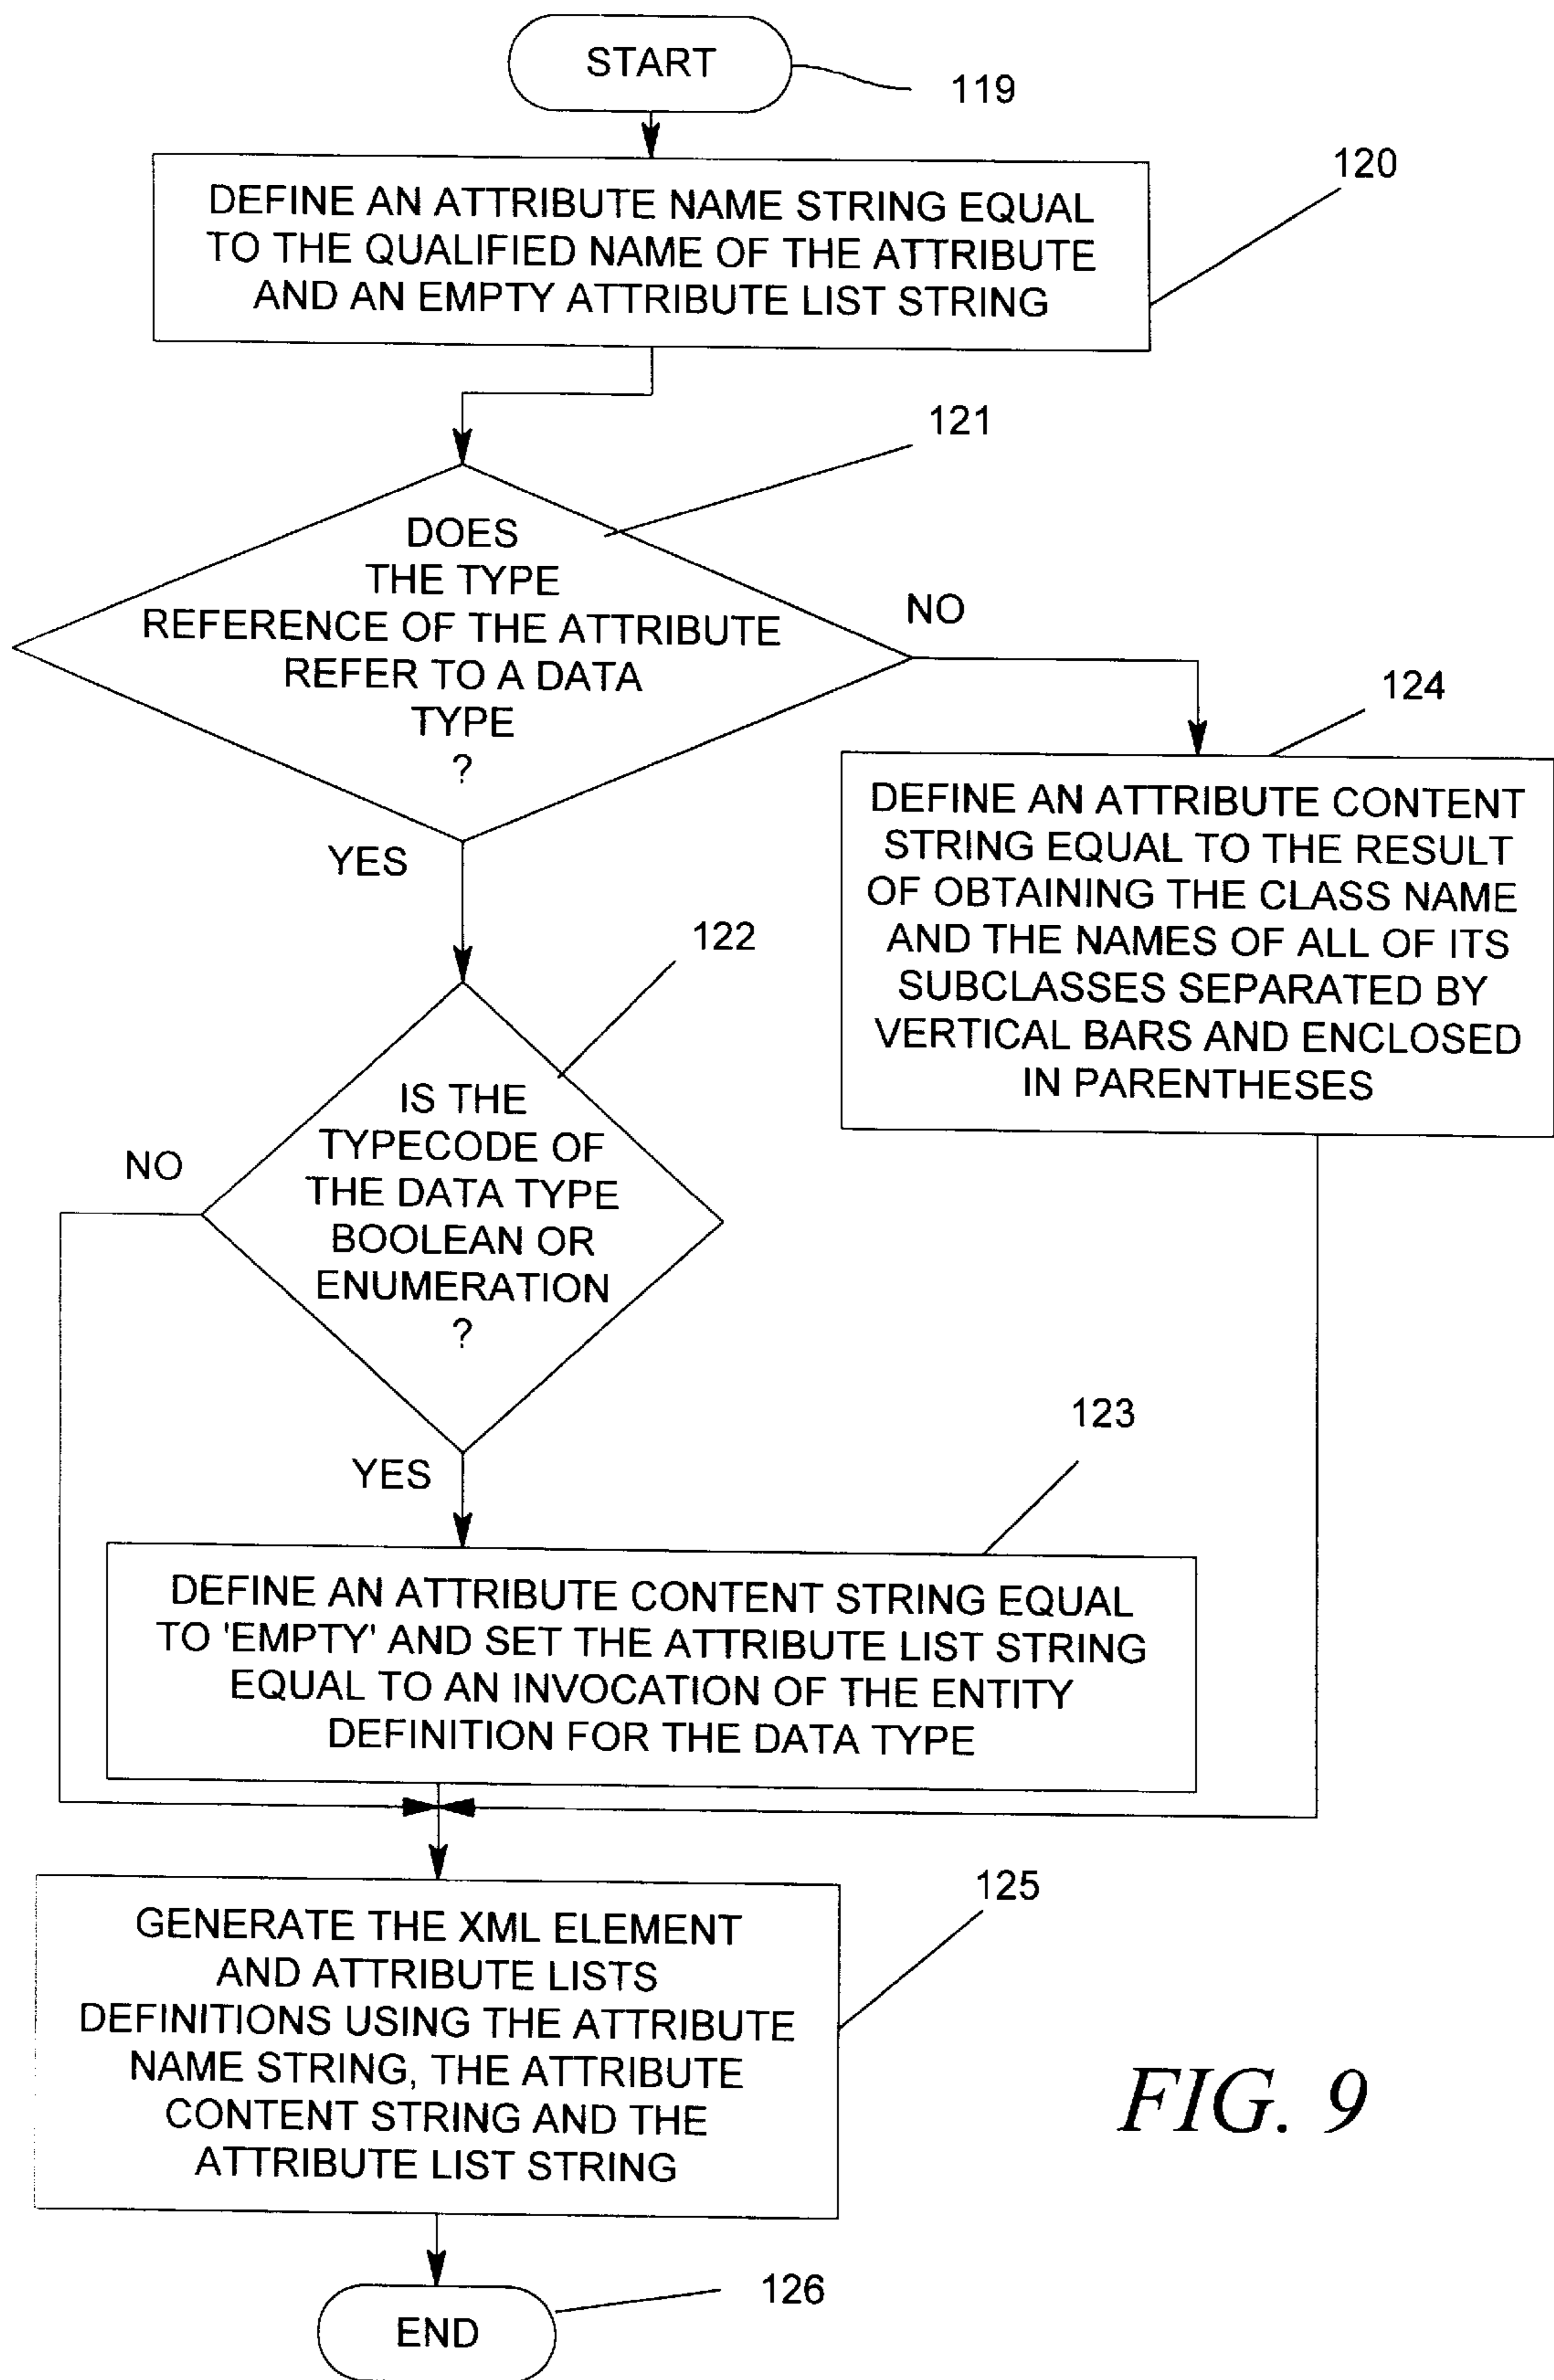 START
119
DEFINE AN ATTRIBUTE NAME STRING EQUAL
TO THE QUALIFIED NAME OF THE ATTRIBUTE
AND AN EMPTY ATTRIBUTE LIST STRING
120
DOES
THE TYPE
REFERENCE OF THE ATTRIBUTE
REFER TO A DATA
TYPE
?
121
NO
YES
124
DEFINE AN ATTRIBUTE CONTENT
STRING EQUAL TO THE RESULT
OF OBTAINING THE CLASS NAME
AND THE NAMES OF ALL OF ITS
SUBCLASSES SEPARATED BY
VERTICAL BARS AND ENCLOSED
IN PARENTHESES
122
IS THE
TYPECODE OF
THE DATA TYPE
BOOLEAN OR
ENUMERATION
?
NO
YES
123
DEFINE AN ATTRIBUTE CONTENT STRING EQUAL
TO 'EMPTY' AND SET THE ATTRIBUTE LIST STRING
EQUAL TO AN INVOCATION OF THE ENTITY
DEFINITION FOR THE DATA TYPE
125
GENERATE THE XML ELEMENT
AND ATTRIBUTE LISTS
DEFINITIONS USING THE ATTRIBUTE
NAME STRING, THE ATTRIBUTE
CONTENT STRING AND THE
ATTRIBUTE LIST STRING
FIG. 9
END
126